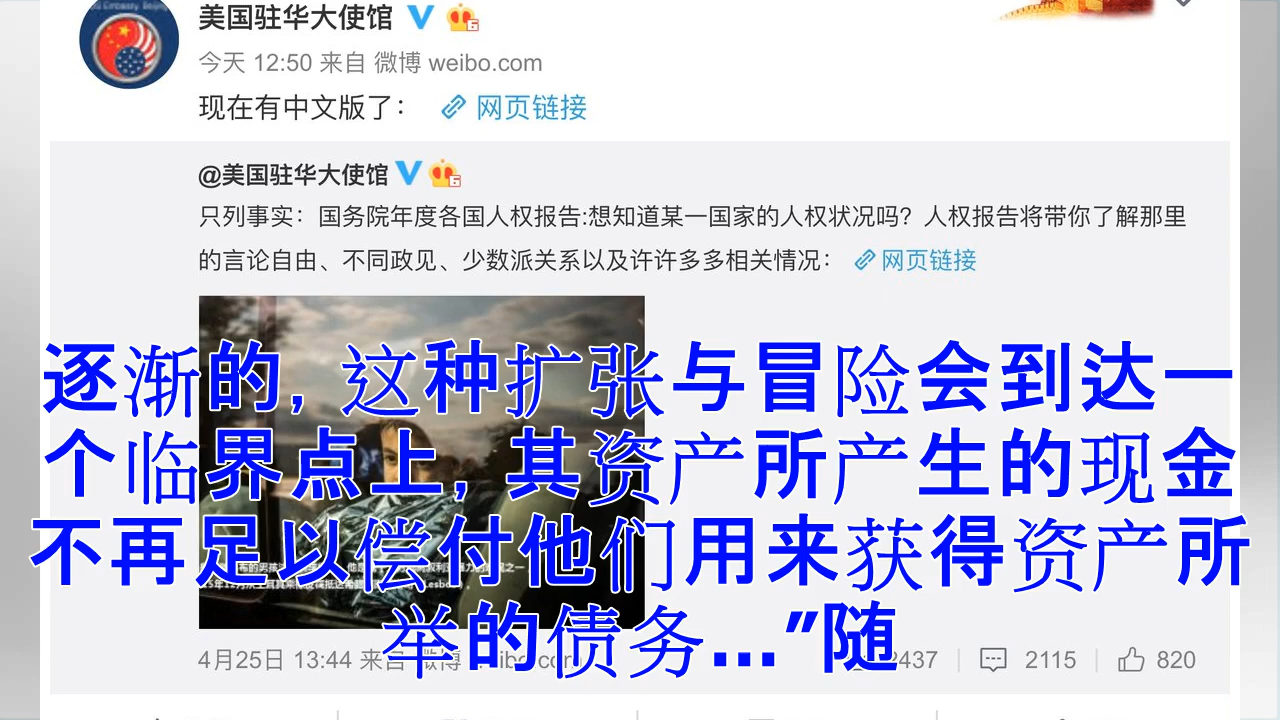 美国驻华大使馆
今天 12:50 来自 微博 weibo.com
现在有中文版了： 网页链接
@美国驻华大使馆
只列事实：国务院年度各国人权报告:想知道某一国家的人权状况吗？人权报告将带你了解那里
的言论自由、不同政见、少数派关系以及许许多多相关情况： 网页链接
逐渐的，这种扩张与冒险会到达一
个临界点上，其资产所产生的现金
不再足以偿付他们用来获得资产所
举的债务...”随
4月25日 13:44 来自 微博 weibo.com 2437 2115 820